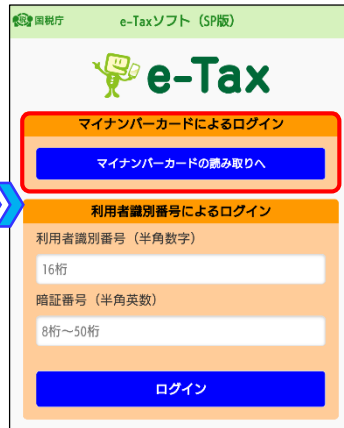 国税庁 e-Taxソフト（SP版）
e-Tax
マイナンバーカードによるログイン
マイナンバーカードの読み取りへ
利用者識別番号によるログイン
利用者識別番号（半角数字）
16桁
暗証番号（半角英数）
8桁～50桁
ログイン